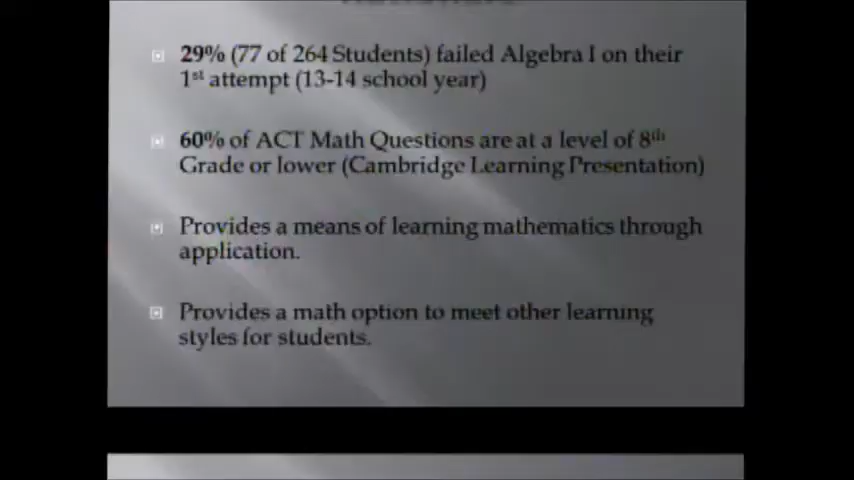 29% (77 of 264 Students) failed Algebra I on their
1st attempt (13-14 school year)
60% of ACT Math Questions are at a level of 8th
Grade or lower (Cambridge Learning Presentation)
Provides a means of learning mathematics through
application.
Provides a math option to meet other learning
styles for students.